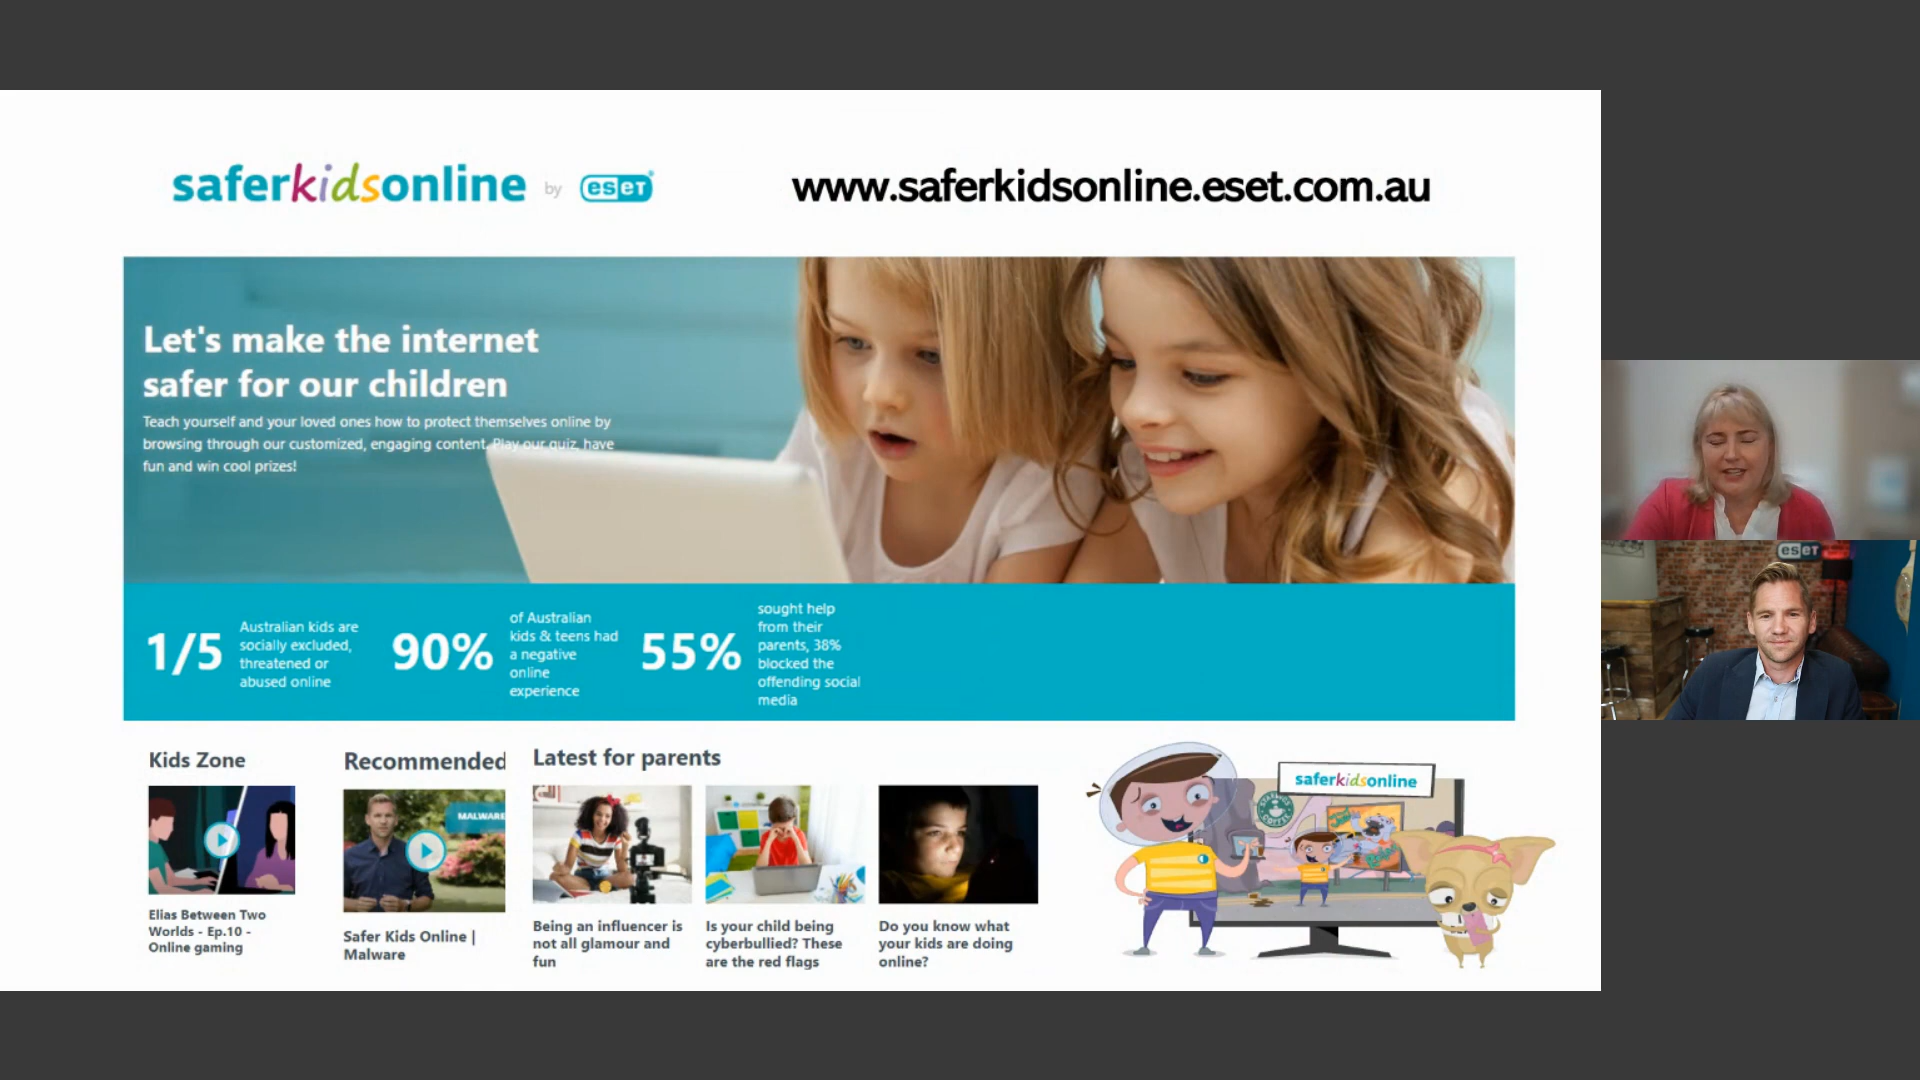 saferkidsonline by eseT
www.saferkidsonline.eset.com.au
Let's make the internet
safer for our children
Teach yourself and your loved ones how to protect themselves online by
browsing through our customized, engaging content. Play our quiz, have
fun and win cool prizes!
1/5
Australian kids are
socially excluded,
threatened or
abused online
90%
of Australian
kids & teens had
a negative
online
experience
55%
sought help
from their
parents, 38%
blocked the
offending social
media
Kids Zone
Elias Between Two
Worlds - Ep.10 -
Online gaming
Recommended
MALWARE
Safer Kids Online |
Malware
Latest for parents
Being an influencer is
not all glamour and
fun
Is your child being
cyberbullied? These
are the red flags
Do you know what
your kids are doing
online?
saferkidsonline
COFFEE
eseT